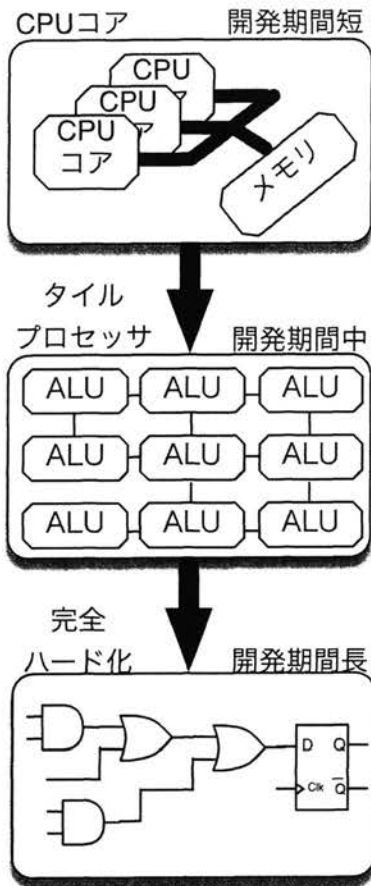 CPUコア 開発期間短
CPU
ア
CPU
ア
CPU
コア
メモリ
タイル
プロセッサ 開発期間中
ALU ALU ALU
ALU ALU ALU
ALU ALU ALU
完全
ハード化 開発期間長
D Q
Clk Q̅